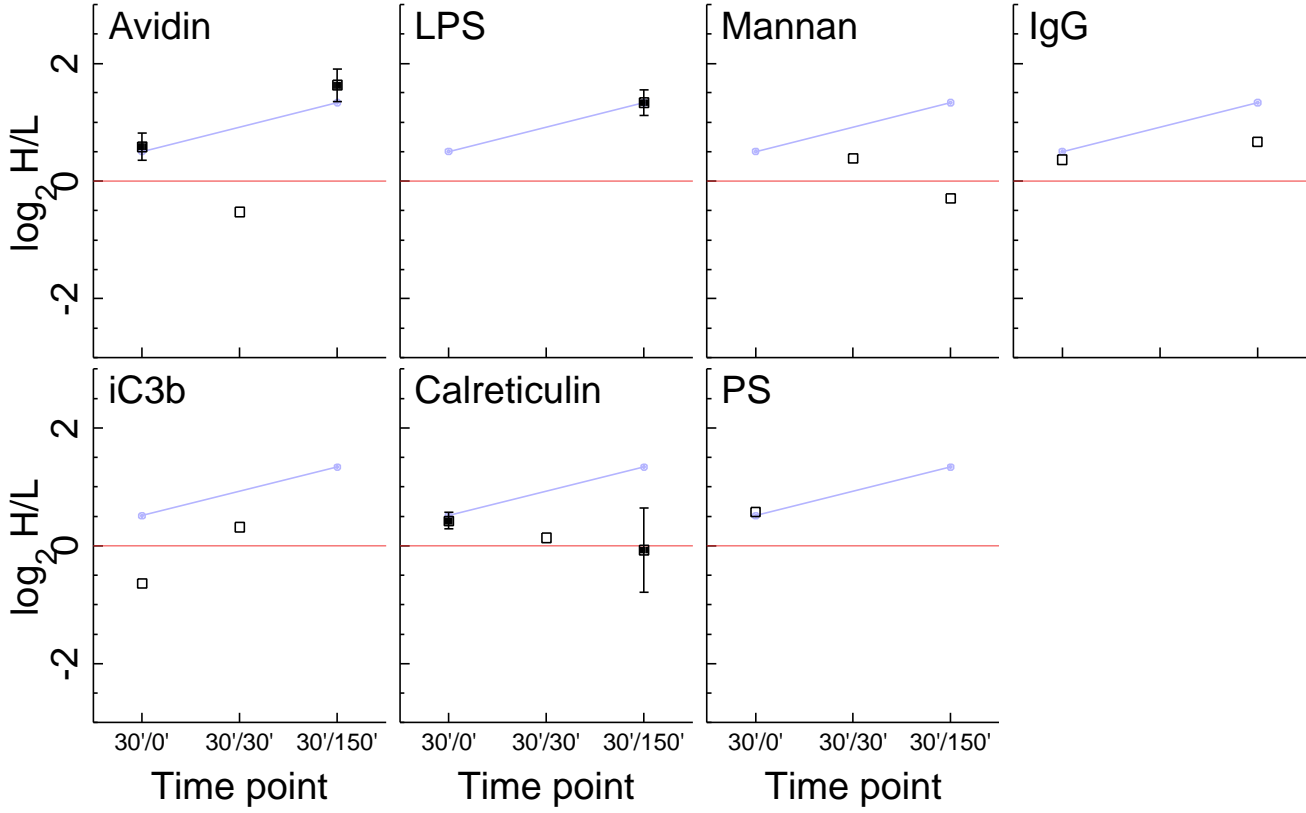 Avidin LPS Mannan IgG
2
0
-2
log2 H/L
iC3b Calreticulin PS
2
0
-2
log2 H/L
30'/0' 30'/30' 30'/150' 30'/0' 30'/30' 30'/150' 30'/0' 30'/30' 30'/150'
Time point Time point Time point